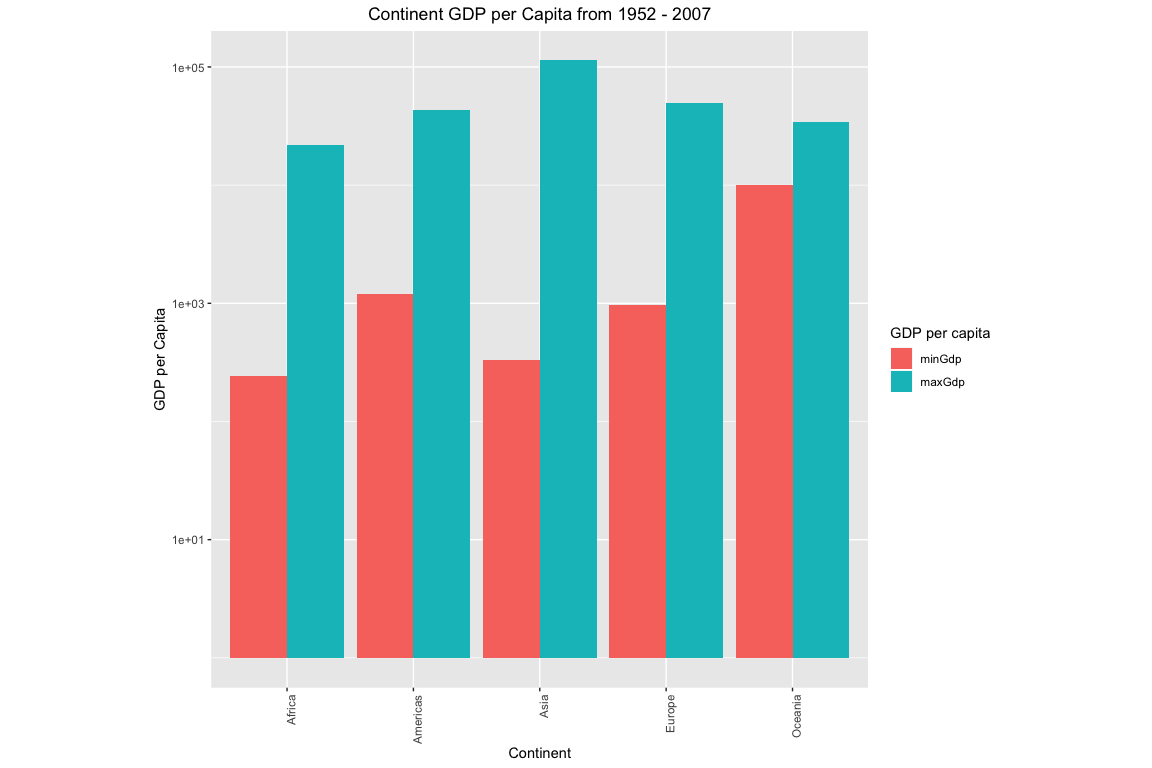 Continent GDP per Capita from 1952 - 2007
1e+05
1e+03
1e+01
GDP per Capita
Africa
Americas
Asia
Europe
Oceania
Continent
GDP per capita
minGdp
maxGdp